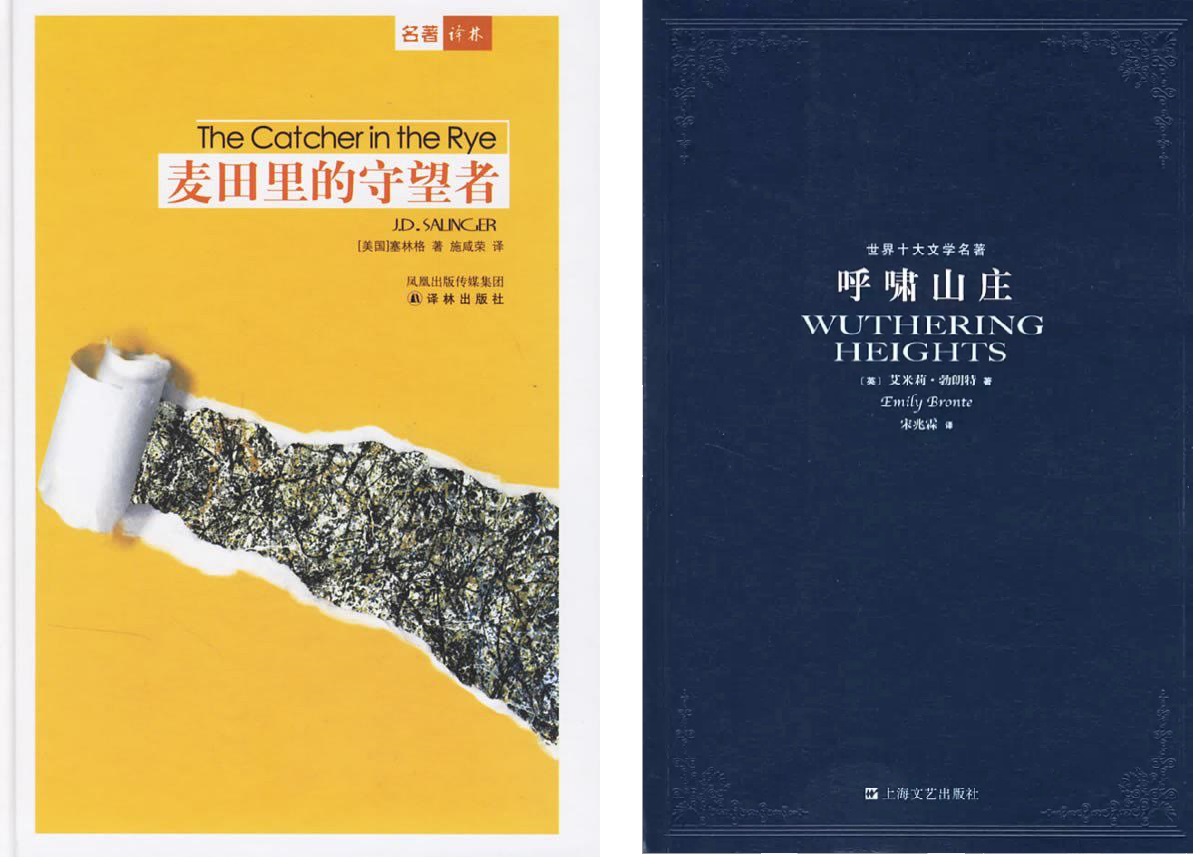 名著 译林
The Catcher in the Rye
麦田里的守望者
J.D. SALINGER
[美国]塞林格 著 施咸荣 译
凤凰出版传媒集团
译林出版社
世界十大文学名著
呼啸山庄
WUTHERING
HEIGHTS
〔英〕艾米莉·勃朗特 著
Emily Bronte
宋兆霖 译
上海文艺出版社